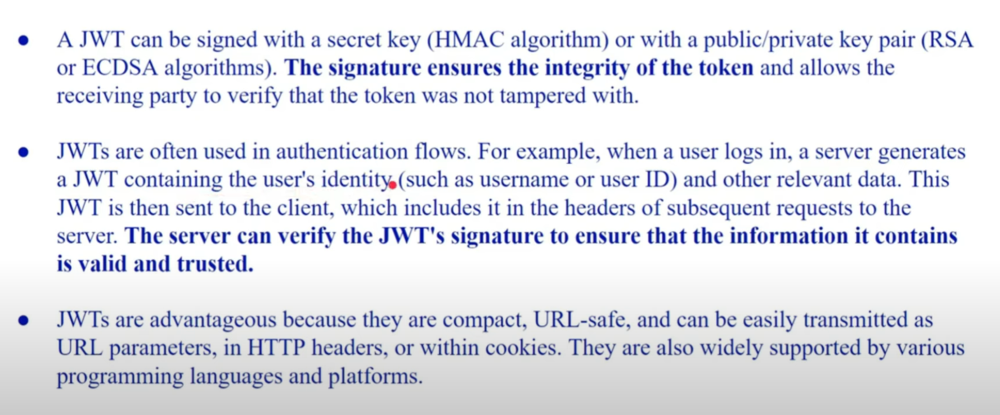 ● A JWT can be signed with a secret key (HMAC algorithm) or with a public/private key pair (RSA
or ECDSA algorithms). The signature ensures the integrity of the token and allows the
receiving party to verify that the token was not tampered with.
● JWTs are often used in authentication flows. For example, when a user logs in, a server generates
a JWT containing the user's identity (such as username or user ID) and other relevant data. This
JWT is then sent to the client, which includes it in the headers of subsequent requests to the
server. The server can verify the JWT's signature to ensure that the information it contains
is valid and trusted.
● JWTs are advantageous because they are compact, URL-safe, and can be easily transmitted as
URL parameters, in HTTP headers, or within cookies. They are also widely supported by various
programming languages and platforms.